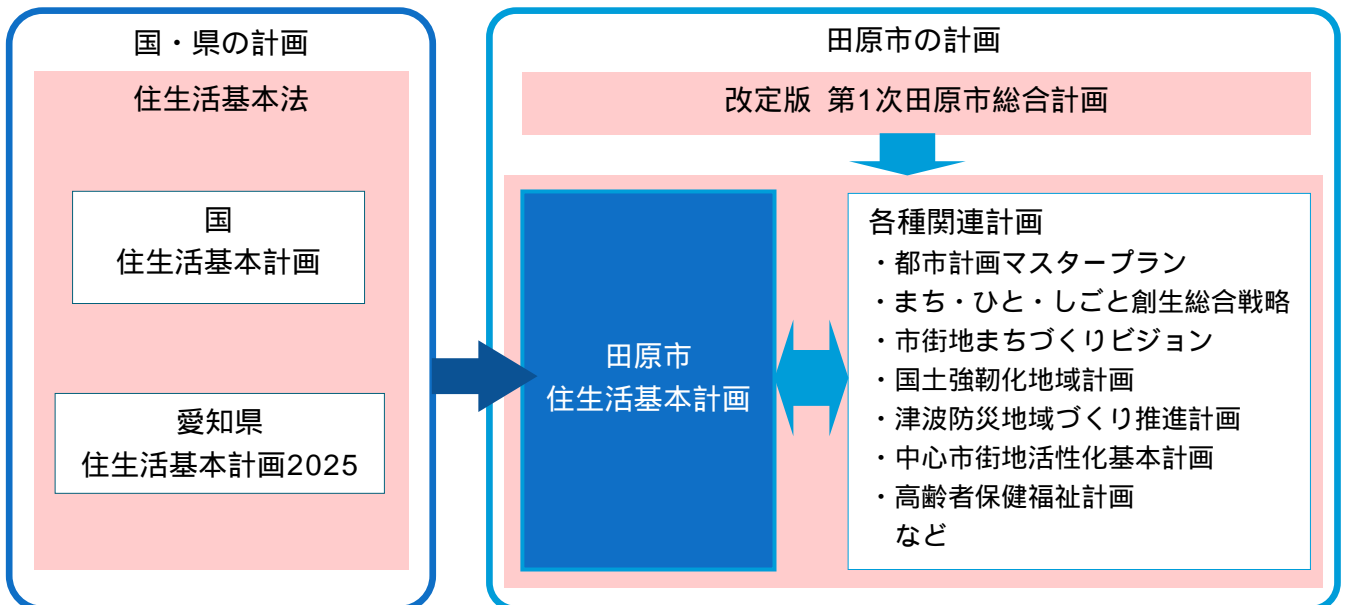 国・県の計画
住生活基本法
国
住生活基本計画
愛知県
住生活基本計画2025
田原市の計画
改定版 第1次田原市総合計画
田原市
住生活基本計画
各種関連計画
・都市計画マスタープラン
・まち・ひと・しごと創生総合戦略
・市街地まちづくりビジョン
・国土強靭化地域計画
・津波防災地域づくり推進計画
・中心市街地活性化基本計画
・高齢者保健福祉計画
など